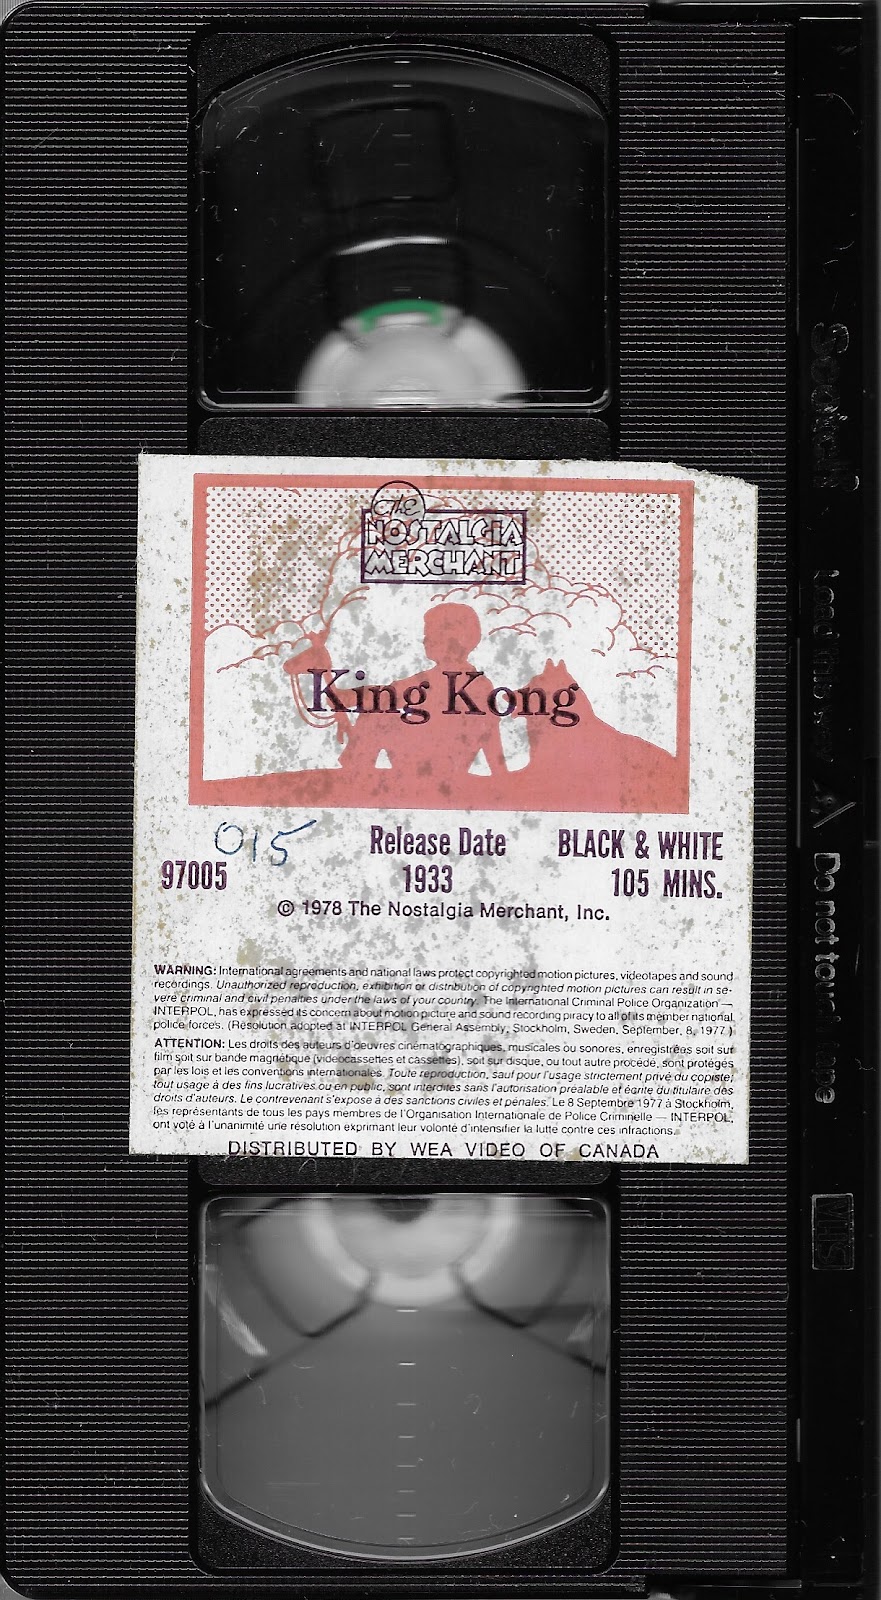 The
NOSTALGIA
MERCHANT
King Kong
015
97005
Release Date
1933
BLACK & WHITE
105 MINS.
© 1978 The Nostalgia Merchant, Inc.
WARNING: International agreements and national laws protect copyrighted motion pictures, videotapes and sound
recordings. Unauthorized reproduction, exhibition or distribution of copyrighted motion pictures can result in se-
vere criminal and civil penalties under the laws of your country. The International Criminal Police Organization —
INTERPOL, has expressed its concern about motion picture and sound recording piracy to all of its member national
police forces. (Resolution adopted at INTERPOL General Assembly, Stockholm, Sweden, September, 8, 1977.)
ATTENTION: Les droits des auteurs d'oeuvres cinématographiques, musicales ou sonores, enregistrées soit sur
film soit sur bande magnétique (videocassettes et cassettes), soit sur disque, ou tout autre procédé, sont protégés
par les lois et les conventions internationales. Toute reproduction, sauf pour l'usage strictement privé du copiste,
tout usage à des fins lucratives ou en public, sont interdites sans l'autorisation préalable et écrite du titulaire des
droits d'auteurs. Le contrevenant s'expose à des sanctions civiles et pénales. Le 8 Septembre 1977 à Stockholm,
les représentants de tous les pays membres de l'Organisation Internationale de Police Criminelle — INTERPOL,
ont voté à l'unanimité une résolution exprimant leur volonté d'intensifier la lutte contre ces infractions.
DISTRIBUTED BY WEA VIDEO OF CANADA
Scotch
Load this way
Do not touch tape
VHS